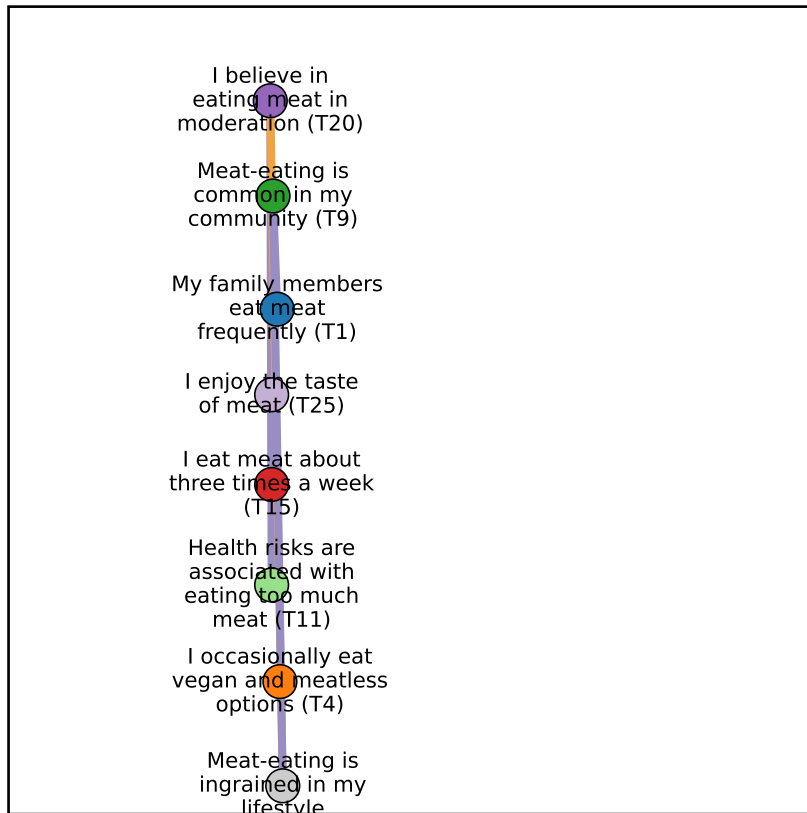 I believe in
eating meat in
moderation (T20)
Meat-eating is
common in my
community (T9)
My family members
eat meat
frequently (T1)
I enjoy the taste
of meat (T25)
I eat meat about
three times a week
(T15)
Health risks are
associated with
eating too much
meat (T11)
I occasionally eat
vegan and meatless
options (T4)
Meat-eating is
ingrained in my
lifestyle